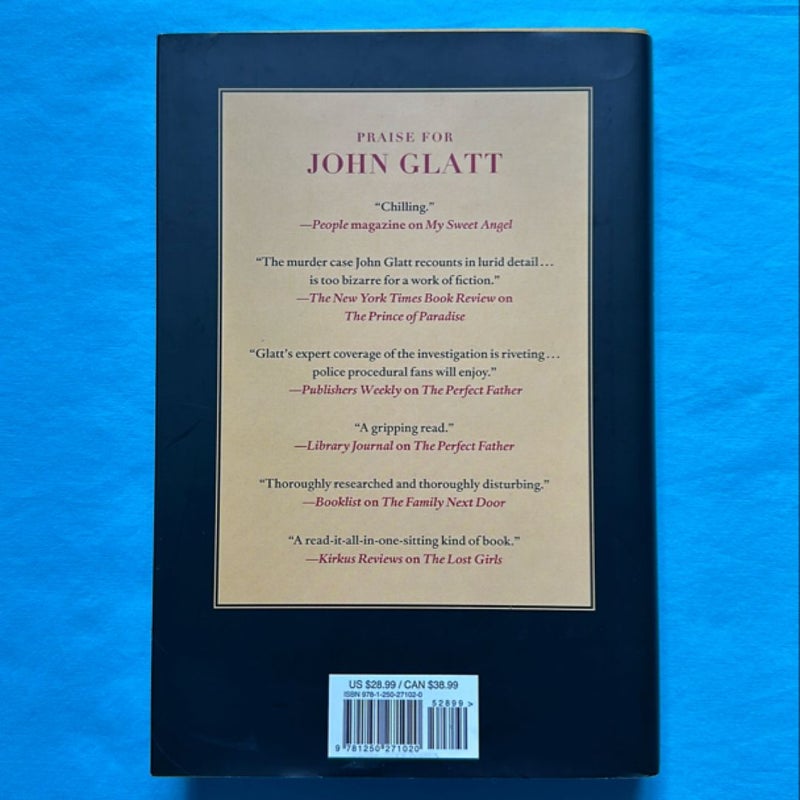 PRAISE FOR
JOHN GLATT
“Chilling.”
—People magazine on My Sweet Angel
“The murder case John Glatt recounts in lurid detail...
is too bizarre for a work of fiction.”
—The New York Times Book Review on
The Prince of Paradise
“Glatt’s expert coverage of the investigation is riveting...
police procedural fans will enjoy.”
—Publishers Weekly on The Perfect Father
“A gripping read.”
—Library Journal on The Perfect Father
“Thoroughly researched and thoroughly disturbing.”
—Booklist on The Family Next Door
“A read-it-all-in-one-sitting kind of book.”
—Kirkus Reviews on The Lost Girls
US $28.99 / CAN $38.99
ISBN 978-1-250-27102-0
52899 >
9 781250 271020